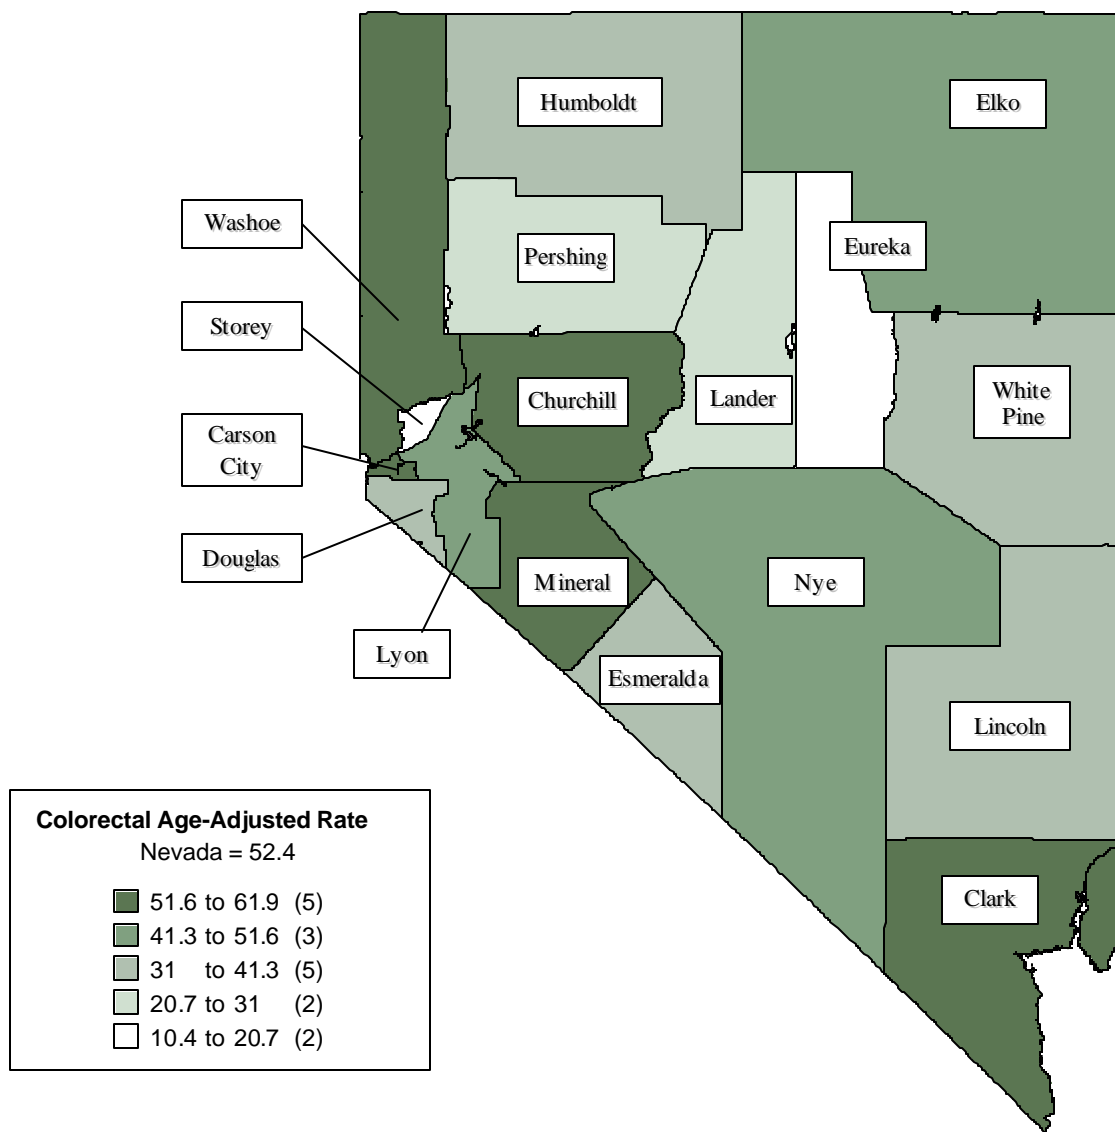 Humboldt
Elko
Washoe
Pershing
Eureka
Storey
Churchill
Lander
White
Pine
Carson
City
Douglas
Mineral
Nye
Lyon
Esmeralda
Lincoln
Clark
Colorectal Age-Adjusted Rate
Nevada = 52.4
51.6 to 61.9 (5)
41.3 to 51.6 (3)
31 to 41.3 (5)
20.7 to 31 (2)
10.4 to 20.7 (2)